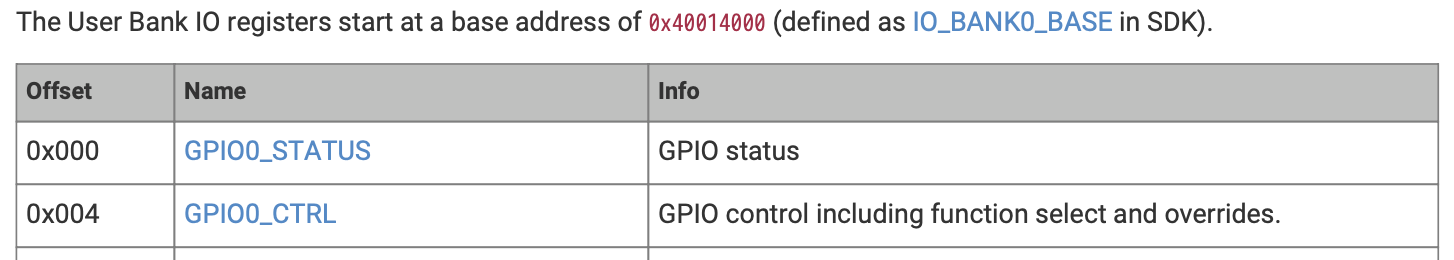 The User Bank IO registers start at a base address of 0x40014000 (defined as IO_BANK0_BASE in SDK).
Offset Name Info
0x000 GPIO0_STATUS GPIO status
0x004 GPIO0_CTRL GPIO control including function select and overrides.